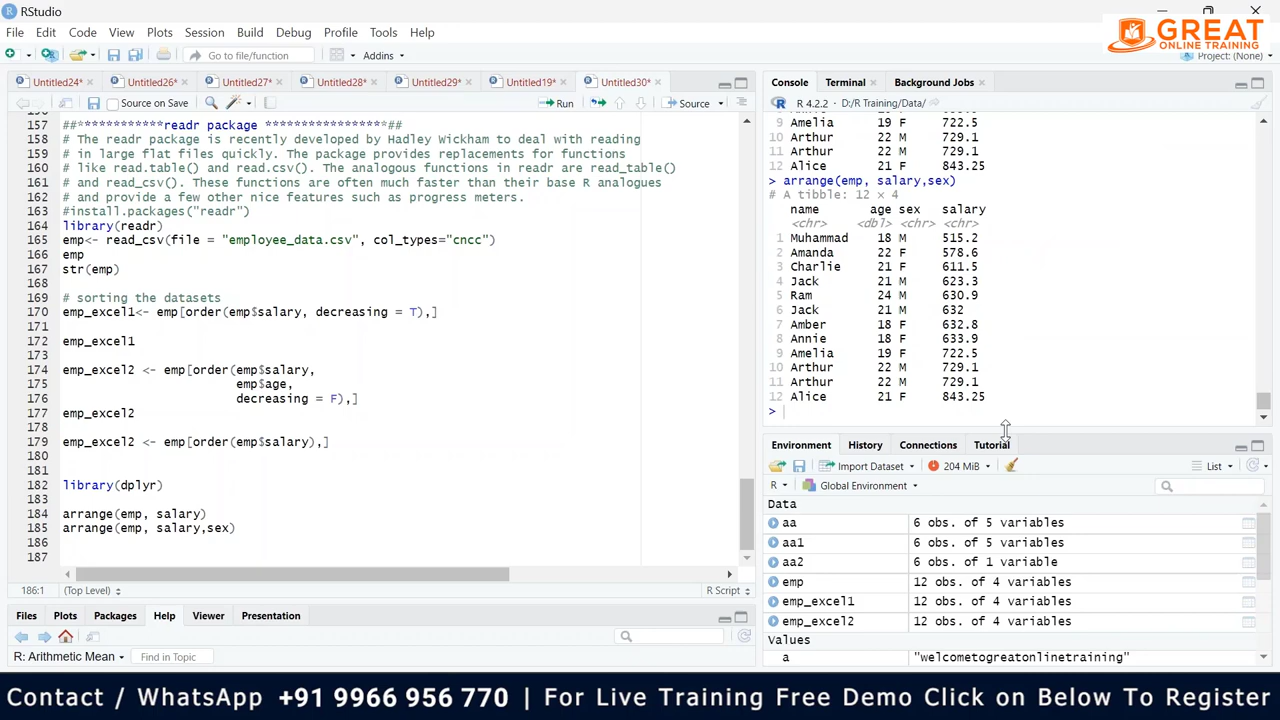 RStudio
File Edit Code View Plots Session Build Debug Profile Tools Help
GREAT
ONLINE TRAINING
Go to file/function
Addins
Project: (None)
Untitled24* Untitled26* Untitled27* Untitled28* Untitled29* Untitled19* Untitled30*
Source on Save
Run
Source
157 ##************readr package *****************##
158 # The readr package is recently developed by Hadley Wickham to deal with reading
159 # in large flat files quickly. The package provides replacements for functions
160 # like read.table() and read.csv(). The analogous functions in readr are read_table()
161 # and read_csv(). These functions are often much faster than their base R analogues
162 # and provide a few other nice features such as progress meters.
163 #install.packages("readr")
164 library(readr)
165 emp<- read_csv(file = "employee_data.csv", col_types="cncc")
166 emp
167 str(emp)
168
169 # sorting the datasets
170 emp_excel1<- emp[order(emp$salary, decreasing = T),]
171
172 emp_excel1
173
174 emp_excel2 <- emp[order(emp$salary,
175 emp$age,
176 decreasing = F),]
177 emp_excel2
178
179 emp_excel2 <- emp[order(emp$salary),]
180
181
182 library(dplyr)
183
184 arrange(emp, salary)
185 arrange(emp, salary,sex)
186
187
186:1 (Top Level) R Script
Files Plots Packages Help Viewer Presentation
R: Arithmetic Mean Find in Topic
Console Terminal Background Jobs
R 4.2.2 · D:/R Training/Data/
9 Amelia 19 F 722.5
10 Arthur 22 M 729.1
11 Arthur 22 M 729.1
12 Alice 21 F 843.25
> arrange(emp, salary,sex)
# A tibble: 12 × 4
name age sex salary
<chr> <dbl> <chr> <chr>
1 Muhammad 18 M 515.2
2 Amanda 22 F 578.6
3 Charlie 22 F 611.5
4 Jack 21 M 623.3
5 Ram 24 M 630.9
6 Jack 21 M 632
7 Amber 18 F 632.8
8 Annie 18 F 633.9
9 Amelia 19 F 722.5
10 Arthur 22 M 729.1
11 Arthur 22 M 729.1
12 Alice 21 F 843.25
>
Environment History Connections Tutorial
Import Dataset 204 MiB List
R Global Environment
Data
aa 6 obs. of 5 variables
aa1 6 obs. of 5 variables
aa2 6 obs. of 1 variable
emp 12 obs. of 4 variables
emp_excel1 12 obs. of 4 variables
emp_excel2 12 obs. of 4 variables
Values
a "welcometogreatonlinetraining"
Contact / WhatsApp +91 9966 956 770 | For Live Training Free Demo Click on Below To Register